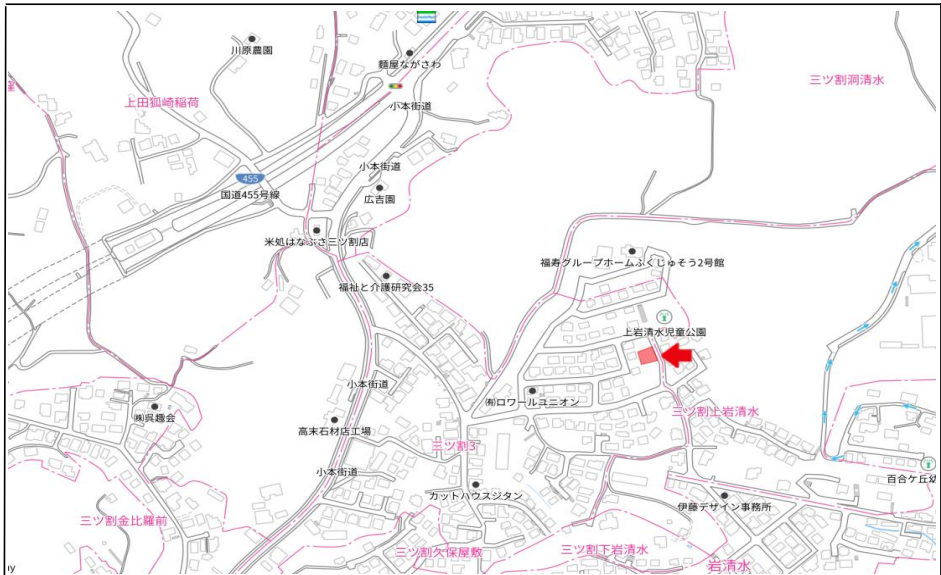 FamilyMart
川原農園
麵屋ながさわ
三ツ割洞清水
上田狐崎稲荷
小本街道
小本街道
455
国道455号線
広吉園
米処はなぶさ三ツ割店
福寿グループホームふくじゅそう2号館
福祉と介護研究会35
上岩清水児童公園
小本街道
㈲ロワールユニオン
㈱呉趣会
三ツ割上岩清水
高末石材店工場
三ツ割3
小本街道
百合ケ丘幼
カットハウスジタン
伊藤デザイン事務所
三ツ割金比羅前
三ツ割久保屋敷
三ツ割下岩清水
岩清水